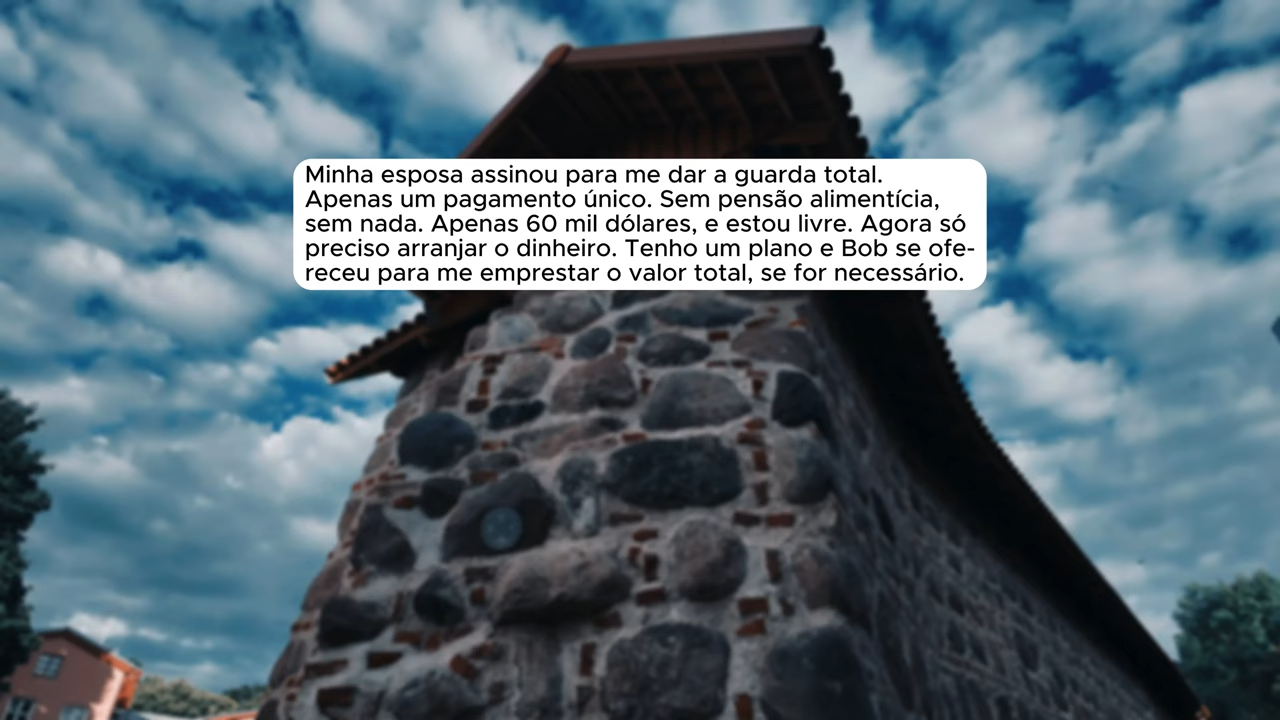 Minha esposa assinou para me dar a guarda total.
Apenas um pagamento único. Sem pensão alimentícia,
sem nada. Apenas 60 mil dólares, e estou livre. Agora só
preciso arranjar o dinheiro. Tenho um plano e Bob se ofe-
receu para me emprestar o valor total, se for necessário.